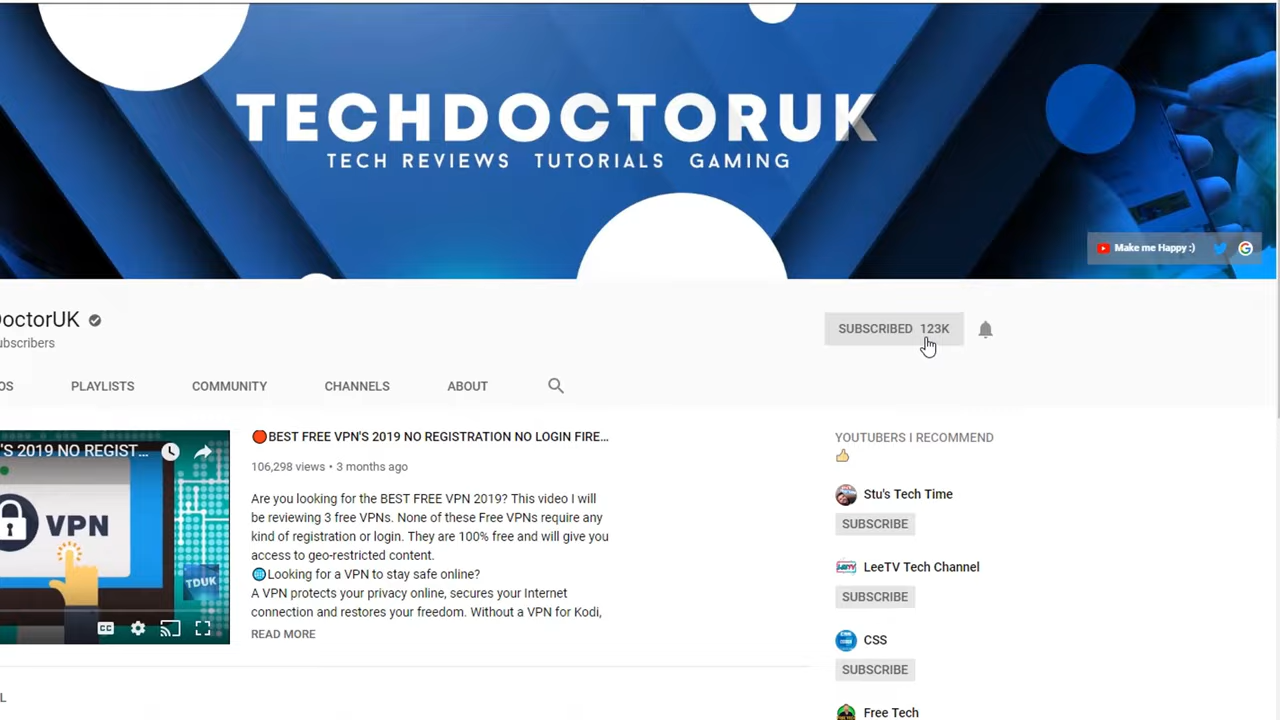 TECHDOCTORUK
TECH REVIEWS TUTORIALS GAMING
Make me Happy :)
octorUK
ubscribers
SUBSCRIBED 123K
OS
PLAYLISTS
COMMUNITY
CHANNELS
ABOUT
'S 2019 NO REGIST...
VPN
TDUK
CC
BEST FREE VPN'S 2019 NO REGISTRATION NO LOGIN FIRE...
106,298 views • 3 months ago
Are you looking for the BEST FREE VPN 2019? This video I will
be reviewing 3 free VPNs. None of these Free VPNs require any
kind of registration or login. They are 100% free and will give you
access to geo-restricted content.
Looking for a VPN to stay safe online?
A VPN protects your privacy online, secures your Internet
connection and restores your freedom. Without a VPN for Kodi,
READ MORE
YOUTUBERS I RECOMMEND
Stu's Tech Time
SUBSCRIBE
LeeTV Tech Channel
SUBSCRIBE
CSS
SUBSCRIBE
Free Tech
L